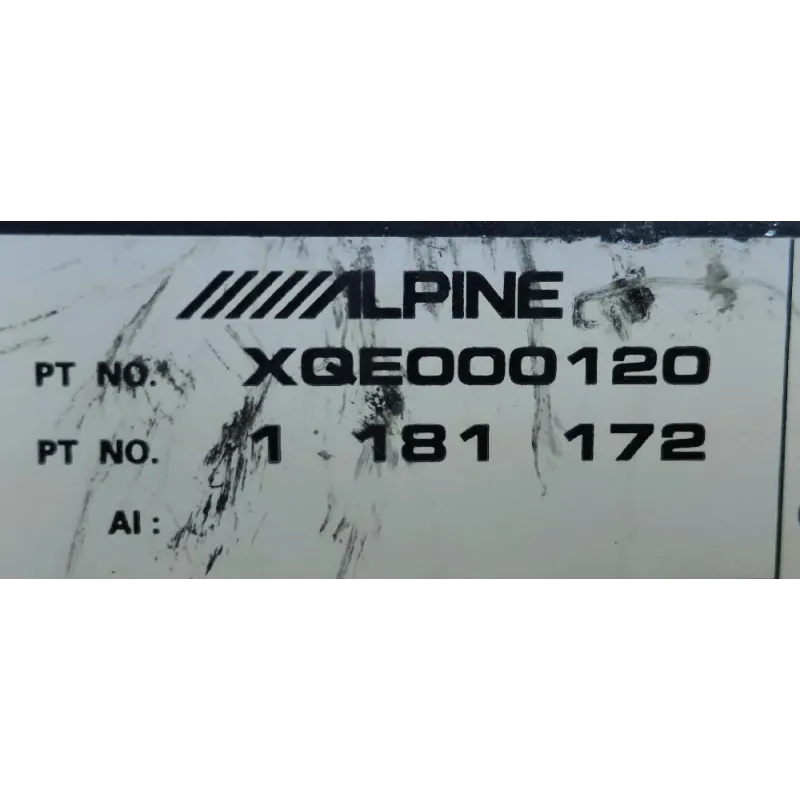 ALPINE
PT NO. XQE000120
PT NO. 1 181 172
AI: